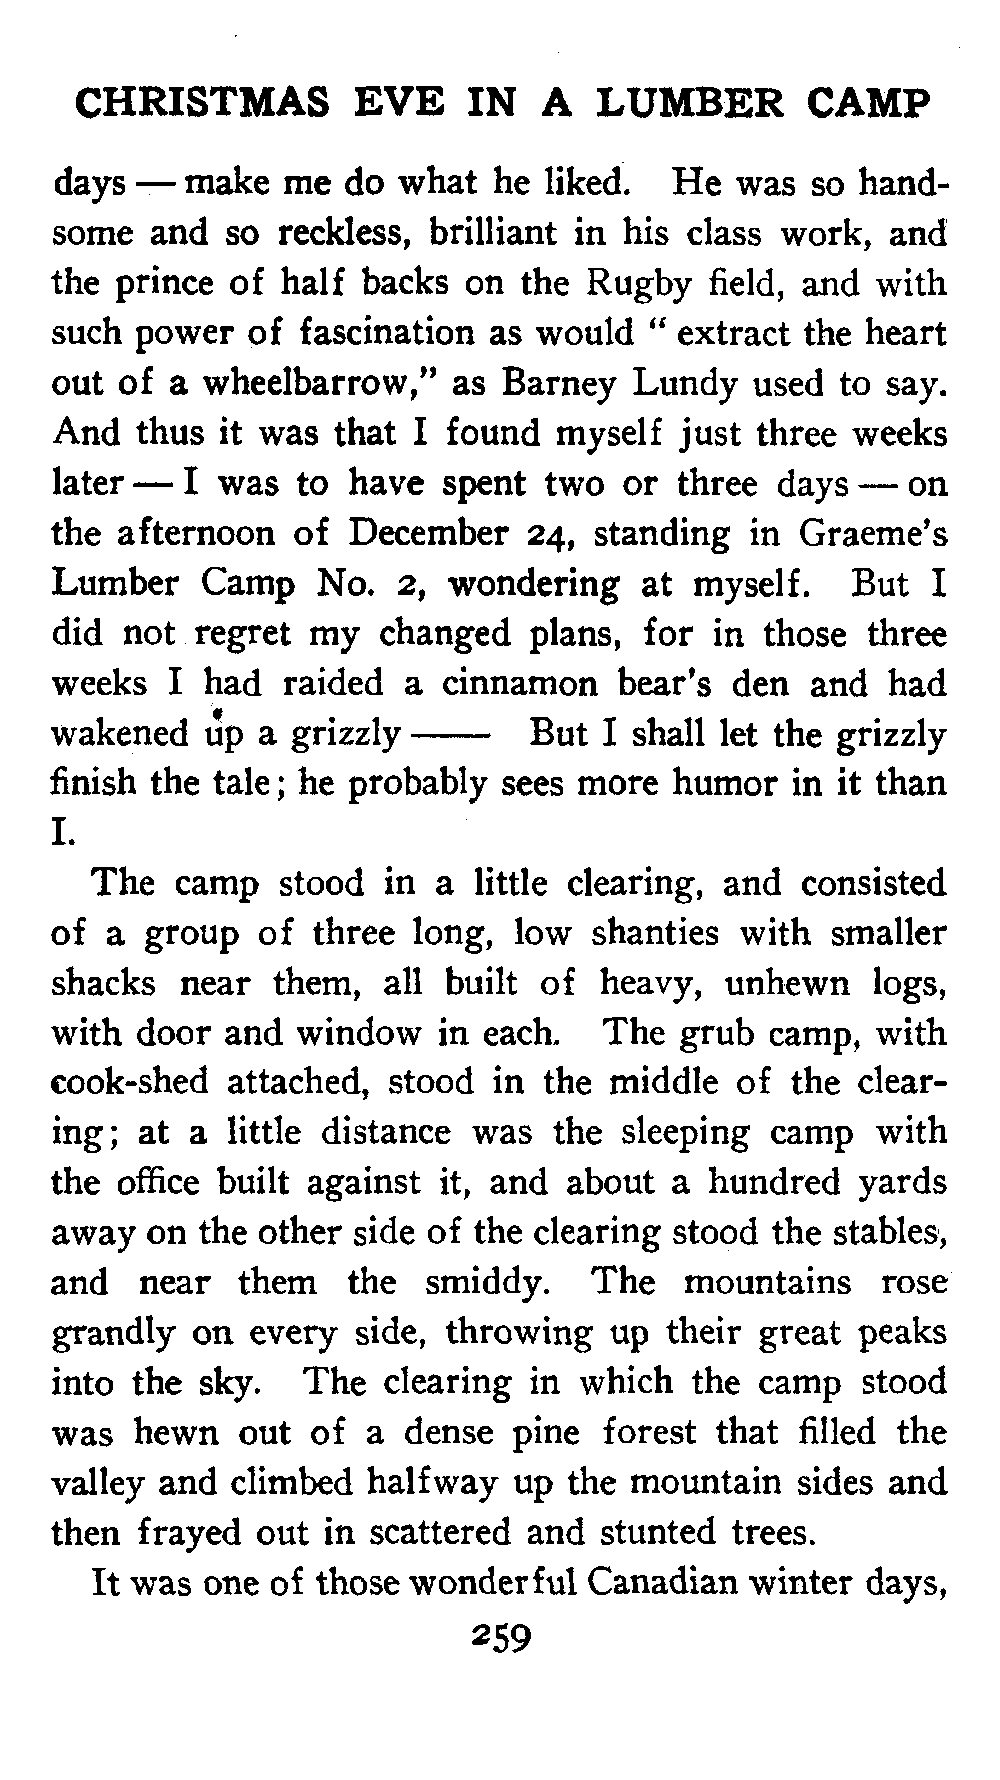 CHRISTMAS EVE IN A LUMBER CAMP
days — make me do what he liked. He was so hand-
some and so reckless, brilliant in his class work, and
the prince of half backs on the Rugby field, and with
such power of fascination as would “ extract the heart
out of a wheelbarrow,” as Barney Lundy used to say.
And thus it was that I found myself just three weeks
later — I was to have spent two or three days — on
the afternoon of December 24, standing in Graeme's
Lumber Camp No. 2, wondering at myself. But I
did not regret my changed plans, for in those three
weeks I had raided a cinnamon bear's den and had
wakened up a grizzly —— But I shall let the grizzly
finish the tale; he probably sees more humor in it than
I.
The camp stood in a little clearing, and consisted
of a group of three long, low shanties with smaller
shacks near them, all built of heavy, unhewn logs,
with door and window in each. The grub camp, with
cook-shed attached, stood in the middle of the clear-
ing; at a little distance was the sleeping camp with
the office built against it, and about a hundred yards
away on the other side of the clearing stood the stables,
and near them the smiddy. The mountains rose
grandly on every side, throwing up their great peaks
into the sky. The clearing in which the camp stood
was hewn out of a dense pine forest that filled the
valley and climbed halfway up the mountain sides and
then frayed out in scattered and stunted trees.
It was one of those wonderful Canadian winter days,
259